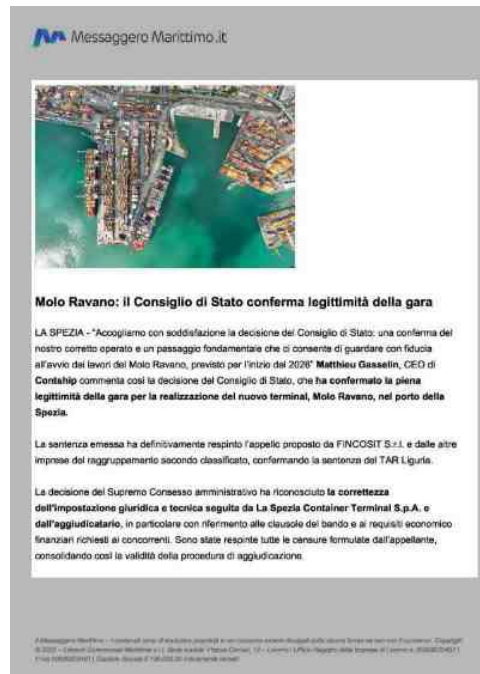 Messaggero Marittimo.it
Molo Ravano: il Consiglio di Stato conferma legittimità della gara
LA SPEZIA - "Accogliamo con soddisfazione la decisione del Consiglio di Stato: una conferma del
nostro corretto operato e un passaggio fondamentale che ci consente di guardare con fiducia
all'avvio dei lavori del Molo Ravano, previsto per l'inizio del 2026" Matthieu Gasselin, CEO di
Contship commenta così la decisione del Consiglio di Stato, che ha confermato la piena
legittimità della gara per la realizzazione del nuovo terminal, Molo Ravano, nel porto della
Spezia.
La sentenza emessa ha definitivamente respinto l'appello proposto da FINCOSIT S.r.l. e dalle altre
imprese del raggruppamento secondo classificato, confermando la sentenza del TAR Liguria.
La decisione del Supremo Consesso amministrativo ha riconosciuto la correttezza
dell'impostazione giuridica e tecnica seguita da La Spezia Container Terminal S.p.A. e
dall'aggiudicatario, in particolare con riferimento alle clausole del bando e ai requisiti economico
finanziari richiesti ai concorrenti. Sono state respinte tutte le censure formulate dall'appellante,
consolidando così la validità della procedura di aggiudicazione.